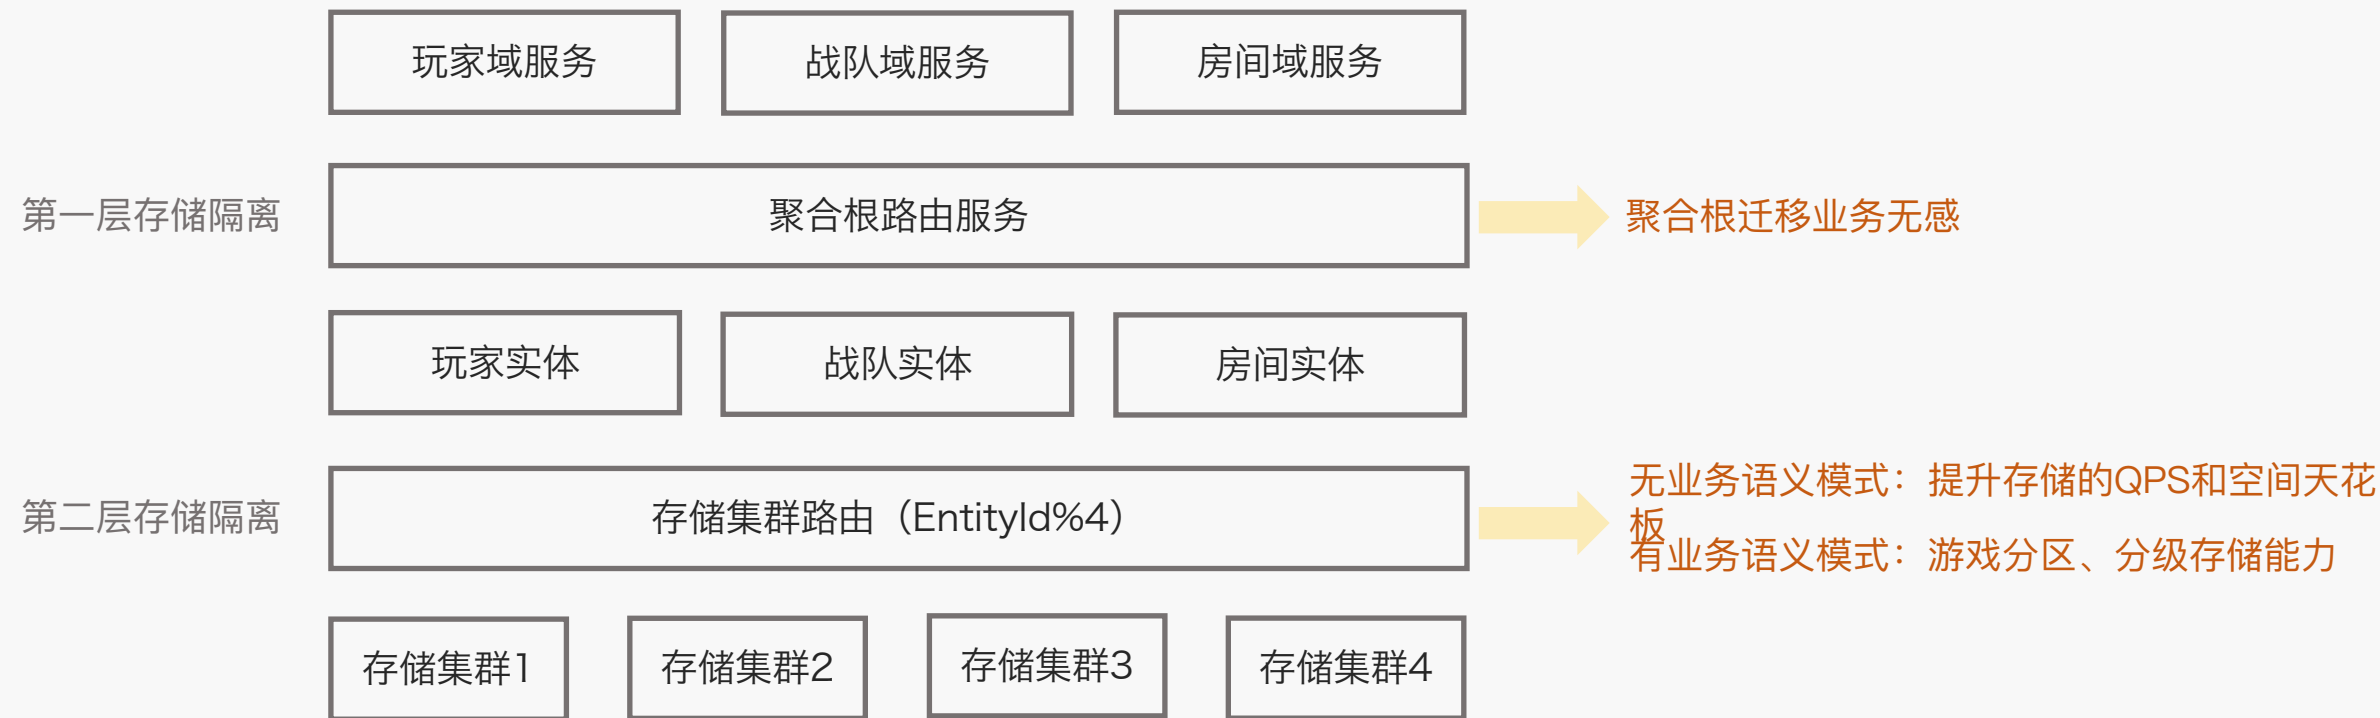 玩家域服务
战队域服务
房间域服务
第一层存储隔离
聚合根路由服务
聚合根迁移业务无感
玩家实体
战队实体
房间实体
第二层存储隔离
存储集群路由（EntityId%4）
无业务语义模式：提升存储的QPS和空间天花
板
有业务语义模式：游戏分区、分级存储能力
存储集群1
存储集群2
存储集群3
存储集群4